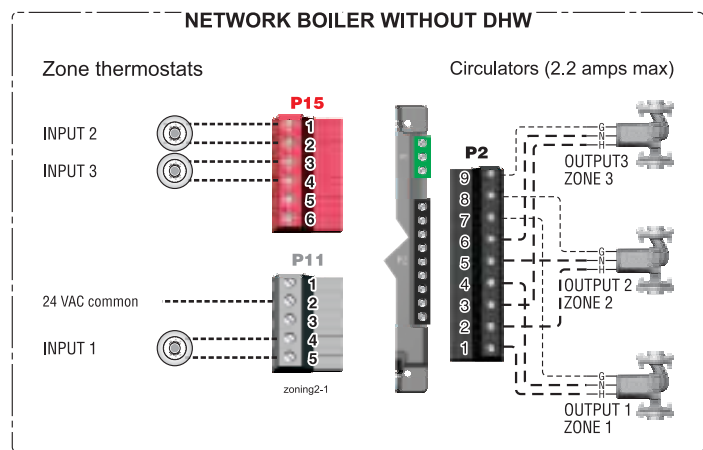 NETWORK BOILER WITHOUT DHW
Zone thermostats
Circulators (2.2 amps max)
P15
INPUT 2
INPUT 3
1
2
3
4
5
6
P11
24 VAC common
INPUT 1
1
2
3
4
5
zoning2-1
P2
9
8
7
6
5
4
3
2
1
G
N
H
OUTPUT3
ZONE 3
G
N
H
OUTPUT 2
ZONE 2
G
N
H
OUTPUT 1
ZONE 1